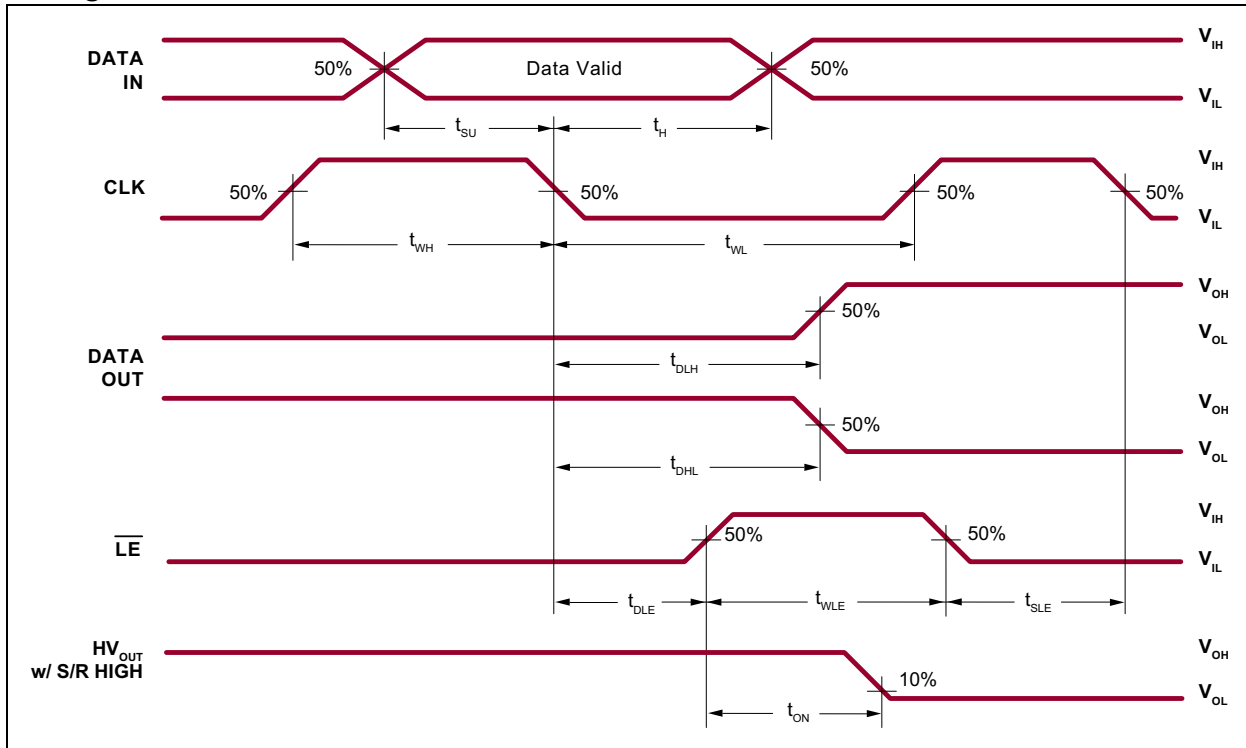 DATA
IN
50%
Data Valid
50%
V_IH
V_IL
t_SU
t_H
CLK
50%
50%
50%
50%
V_IH
V_IL
t_WH
t_WL
DATA
OUT
50%
V_OH
V_OL
t_DLH
50%
V_OH
V_OL
t_DHL
LE
50%
50%
V_IH
V_IL
t_DLE
t_WLE
t_SLE
HV_OUT
w/ S/R HIGH
10%
V_OH
V_OL
t_ON